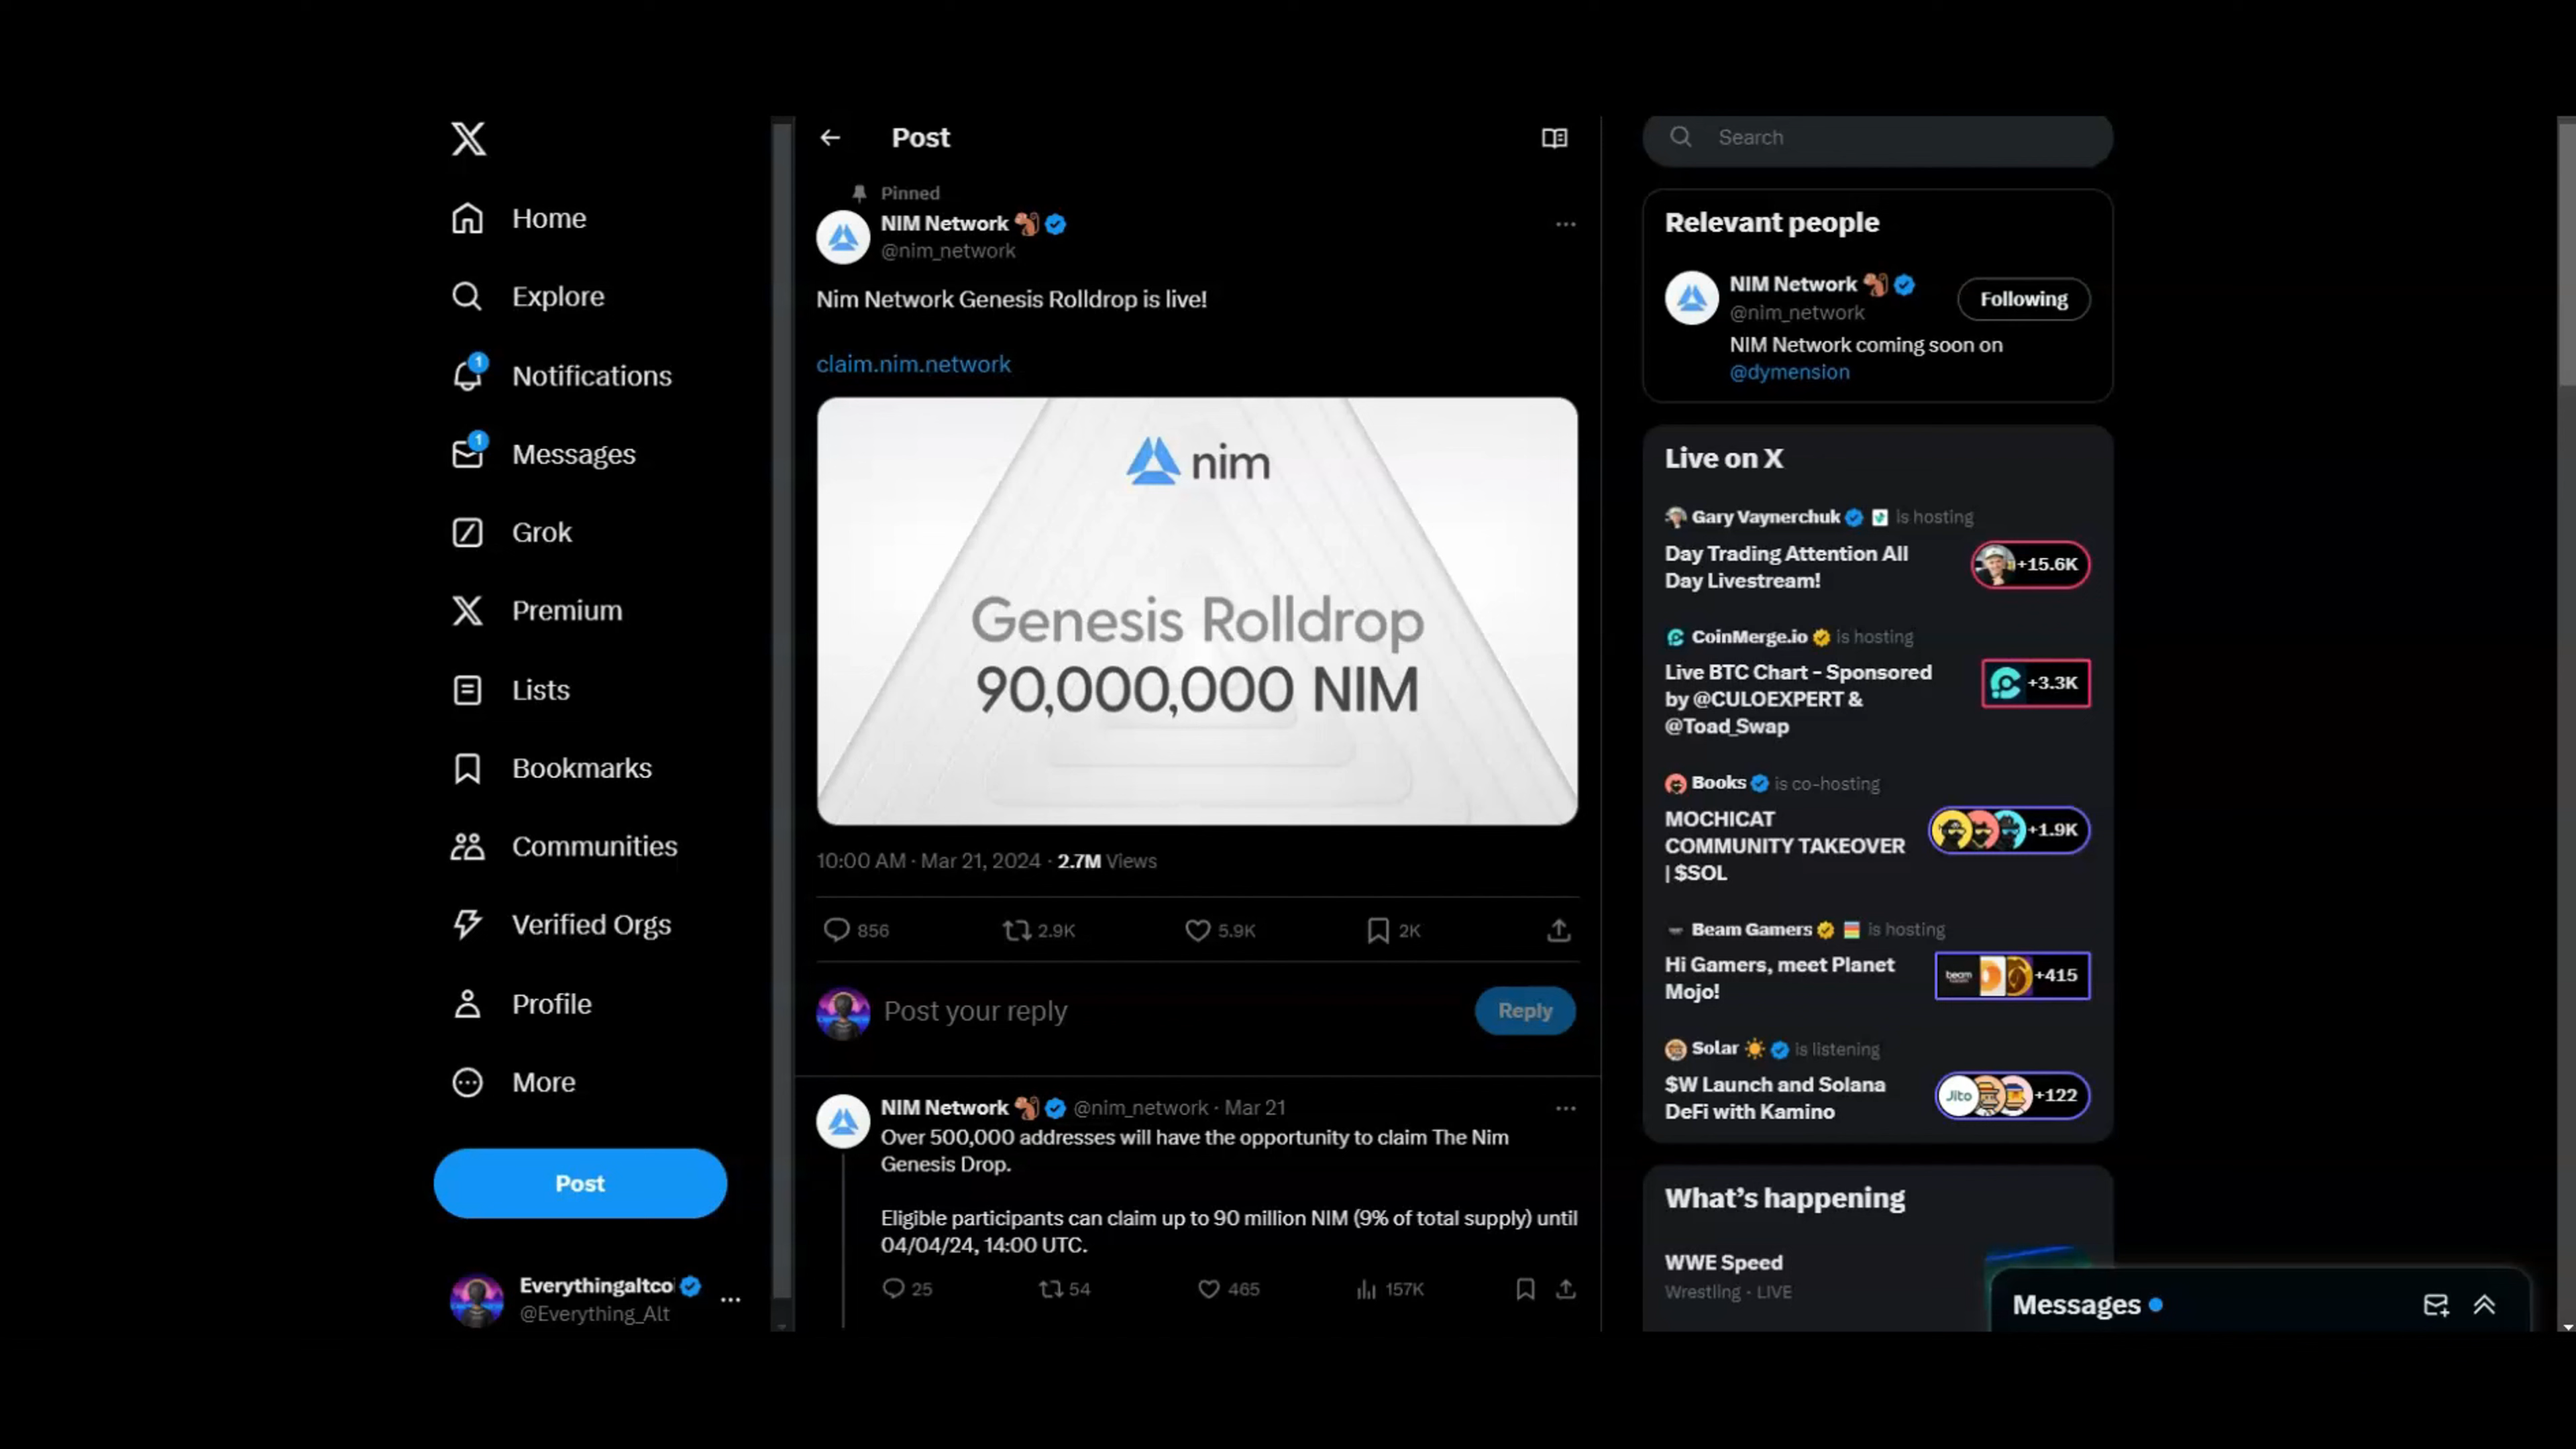 Home
Explore
1
Notifications
1
Messages
Grok
Premium
Lists
Bookmarks
Communities
Verified Orgs
Profile
More
Post
Everythingaltco
@Everything_Alt
Post
Pinned
NIM Network
@nim_network
Nim Network Genesis Rolldrop is live!
claim.nim.network
nim
Genesis Rolldrop
90,000,000 NIM
10:00 AM · Mar 21, 2024 · 2.7M Views
856 2.9K 5.9K 2K
Post your reply
Reply
NIM Network @nim_network · Mar 21
Over 500,000 addresses will have the opportunity to claim The Nim
Genesis Drop.
Eligible participants can claim up to 90 million NIM (9% of total supply) until
04/04/24, 14:00 UTC.
25 54 465 157K
Search
Relevant people
NIM Network
@nim_network
Following
NIM Network coming soon on
@dymension
Live on X
Gary Vaynerchuk is hosting
Day Trading Attention All
Day Livestream!
+15.6K
CoinMerge.io is hosting
Live BTC Chart - Sponsored
by @CULOEXPERT &
@Toad_Swap
+3.3K
Books is co-hosting
MOCHICAT
COMMUNITY TAKEOVER
| $SOL
+1.9K
Beam Gamers is hosting
Hi Gamers, meet Planet
Mojo!
beam
+415
Solar is listening
$W Launch and Solana
DeFi with Kamino
Jito
+122
What's happening
WWE Speed
Wrestling · LIVE
Messages